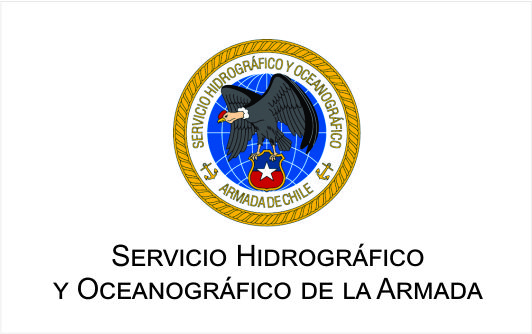 SERVICIO HIDROGRÁFICO Y OCEANOGRÁFICO
ARMADA DE CHILE
SERVICIO HIDROGRÁFICO
Y OCEANOGRÁFICO DE LA ARMADA